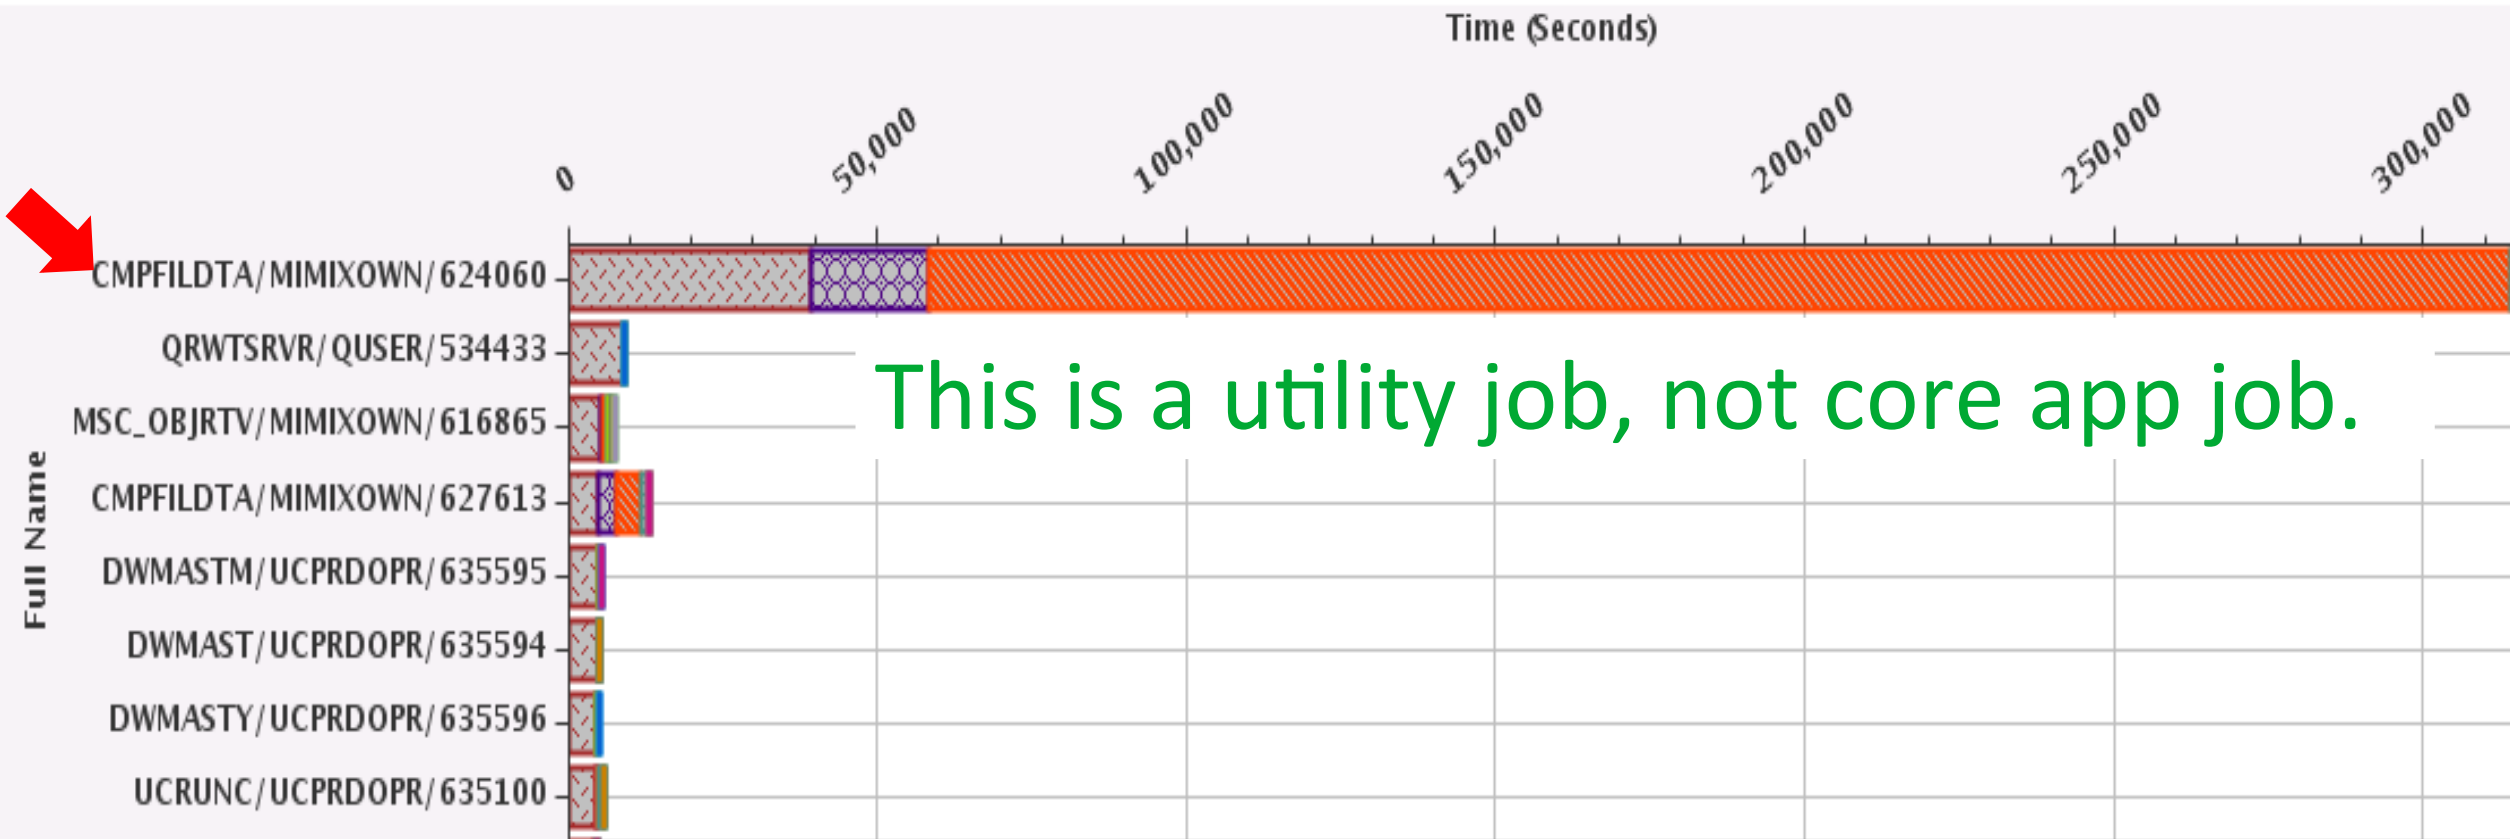 Time (Seconds)
0
50,000
100,000
150,000
200,000
250,000
300,000
Full Name
CMPFILDTA/MIMIXOWN/624060
QRWTSRVR/QUSER/534433
This is a utility job, not core app job.
MSC_OBJRTV/MIMIXOWN/616865
CMPFILDTA/MIMIXOWN/627613
DWMASTM/UCPRDOPR/635595
DWMAST/UCPRDOPR/635594
DWMASTY/UCPRDOPR/635596
UCRUNC/UCPRDOPR/635100